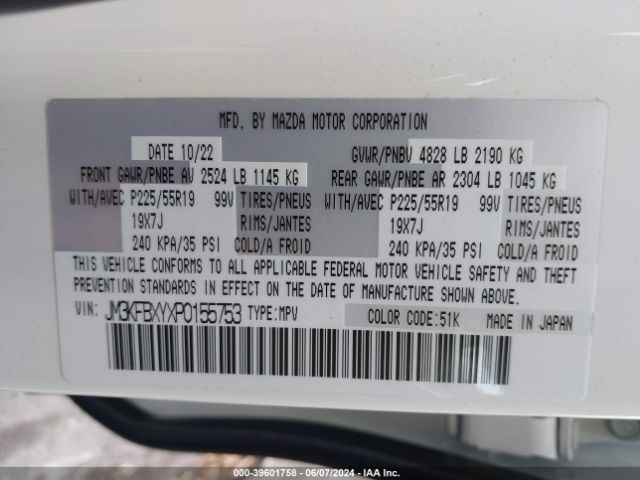 MFD. BY MAZDA MOTOR CORPORATION
DATE 10/22 GVWR/PNBV 4828 LB 2190 KG
FRONT GAWR/PNBE AV 2524 LB 1145 KG REAR GAWR/PNBE AR 2304 LB 1045 KG
WITH/AVEC P225/55R19 99V TIRES/PNEUS WITH/AVEC P225/55R19 99V TIRES/PNEUS
19X7J RIMS/JANTES 19X7J RIMS/JANTES
240 KPA/35 PSI COLD/A FROID 240 KPA/35 PSI COLD/A FROID
THIS VEHICLE CONFORMS TO ALL APPLICABLE FEDERAL MOTOR VEHICLE SAFETY AND THEFT
PREVENTION STANDARDS IN EFFECT ON THE DATE OF MANUFACTURE SHOWN ABOVE.
VIN: JM3KFBXYXP0155753 TYPE:MPV COLOR CODE:51K MADE IN JAPAN
000-39601758 - 06/07/2024 - IAA Inc.